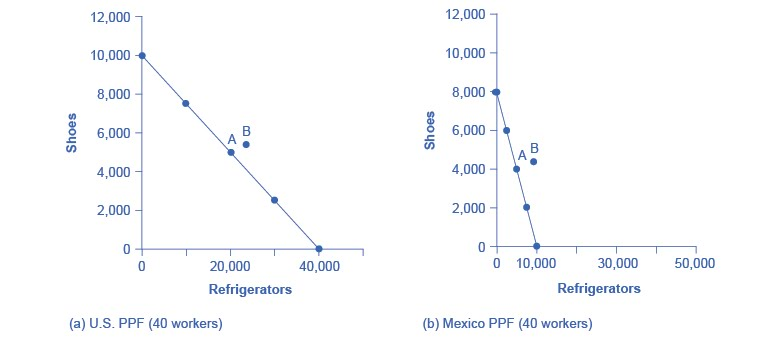 12,000
10,000
8,000
6,000
4,000
2,000
0
Shoes
A
B
0
20,000
40,000
Refrigerators
(a) U.S. PPF (40 workers)
12,000
10,000
8,000
6,000
4,000
2,000
0
Shoes
A
B
0
10,000
30,000
50,000
Refrigerators
(b) Mexico PPF (40 workers)